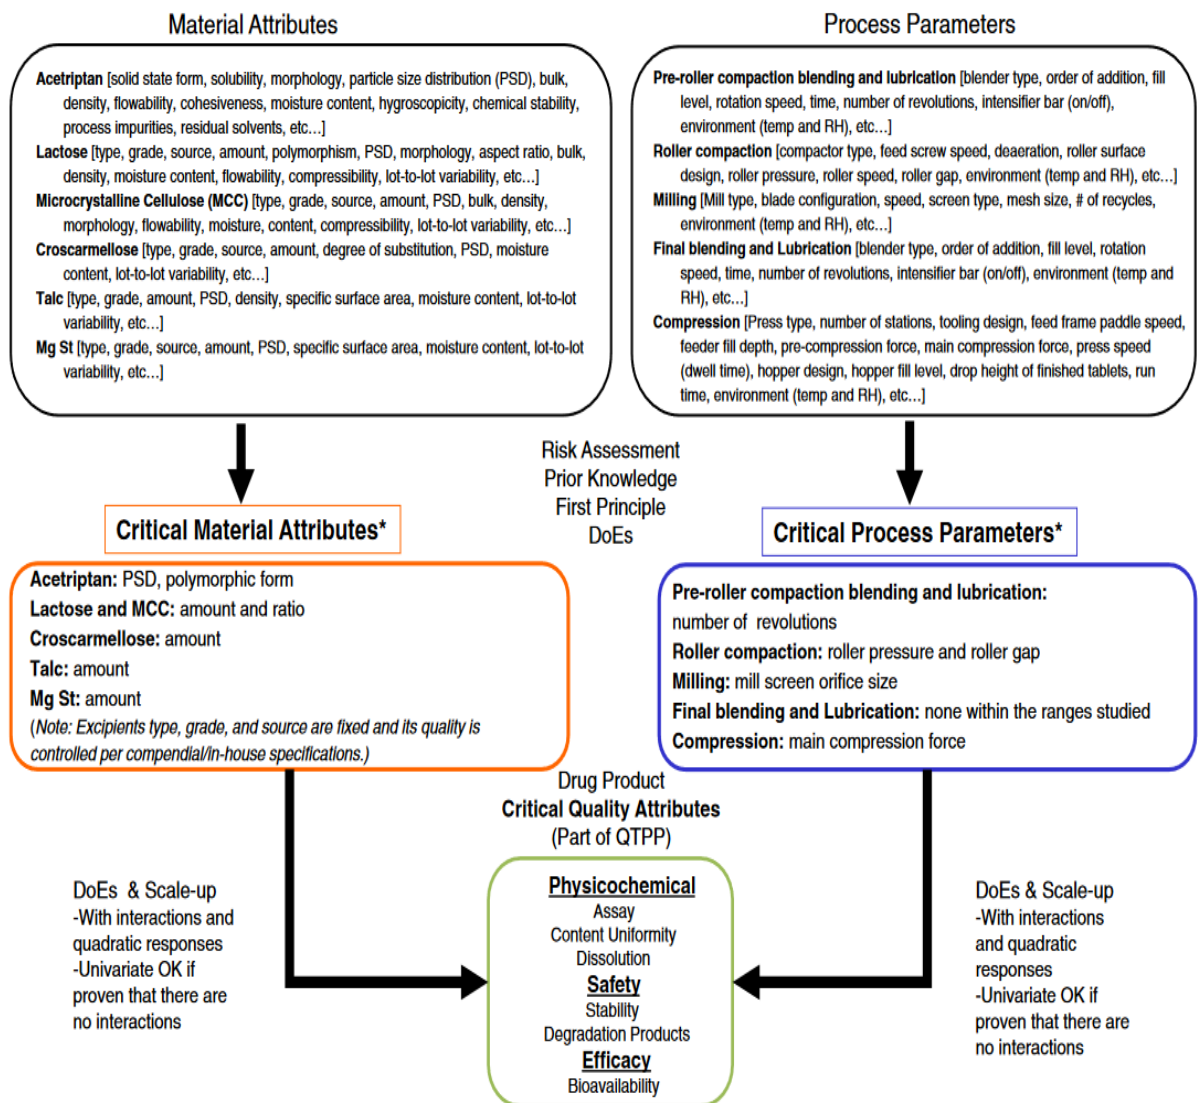 Material Attributes
Acetriptan [solid state form, solubility, morphology, particle size distribution (PSD), bulk,
density, flowability, cohesiveness, moisture content, hygroscopicity, chemical stability,
process impurities, residual solvents, etc...]
Lactose [type, grade, source, amount, polymorphism, PSD, morphology, aspect ratio, bulk,
density, moisture content, flowability, compressibility, lot-to-lot variability, etc...]
Microcrystalline Cellulose (MCC) [type, grade, source, amount, PSD, bulk, density,
morphology, flowability, moisture, content, compressibility, lot-to-lot variability, etc...]
Croscarmellose [type, grade, source, amount, degree of substitution, PSD, moisture
content, lot-to-lot variability, etc...]
Talc [type, grade, amount, PSD, density, specific surface area, moisture content, lot-to-lot
variability, etc...]
Mg St [type, grade, source, amount, PSD, specific surface area, moisture content, lot-to-lot
variability, etc...]
Process Parameters
Pre-roller compaction blending and lubrication [blender type, order of addition, fill
level, rotation speed, time, number of revolutions, intensifier bar (on/off),
environment (temp and RH), etc...]
Roller compaction [compactor type, feed screw speed, deaeration, roller surface
design, roller pressure, roller speed, roller gap, environment (temp and RH), etc...]
Milling [Mill type, blade configuration, speed, screen type, mesh size, # of recycles,
environment (temp and RH), etc...]
Final blending and Lubrication [blender type, order of addition, fill level, rotation
speed, time, number of revolutions, intensifier bar (on/off), environment (temp and
RH), etc...]
Compression [Press type, number of stations, tooling design, feed frame paddle speed,
feeder fill depth, pre-compression force, main compression force, press speed
(dwell time), hopper design, hopper fill level, drop height of finished tablets, run
time, environment (temp and RH), etc...]
Risk Assessment
Prior Knowledge
First Principle
DoEs
Critical Material Attributes*
Acetriptan: PSD, polymorphic form
Lactose and MCC: amount and ratio
Croscarmellose: amount
Talc: amount
Mg St: amount
(Note: Excipients type, grade, and source are fixed and its quality is
controlled per compendial/in-house specifications.)
Critical Process Parameters*
Pre-roller compaction blending and lubrication:
number of revolutions
Roller compaction: roller pressure and roller gap
Milling: mill screen orifice size
Final blending and Lubrication: none within the ranges studied
Compression: main compression force
Drug Product
Critical Quality Attributes
(Part of QTPP)
DoEs & Scale-up
-With interactions and
quadratic responses
-Univariate OK if
proven that there are
no interactions
Physicochemical
Assay
Content Uniformity
Dissolution
Safety
Stability
Degradation Products
Efficacy
Bioavailability
DoEs & Scale-up
-With interactions
and quadratic
responses
-Univariate OK if
proven that there are
no interactions